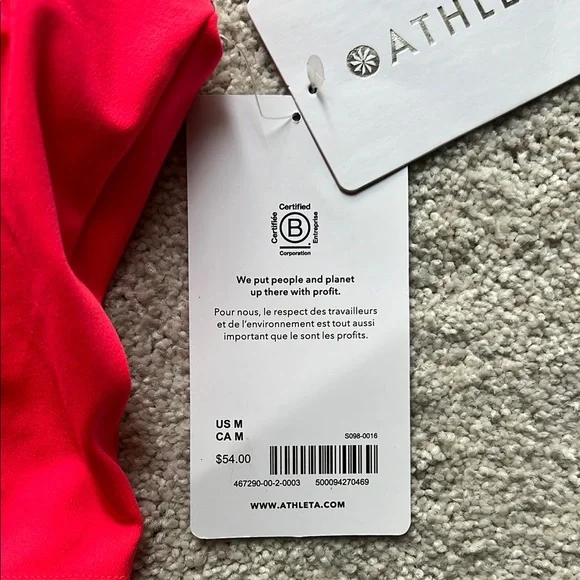 ATHLETA
Certified
Certifiée
B
Entreprise
Corporation
We put people and planet
up there with profit.
Pour nous, le respect des travailleurs
et de l'environnement est tout aussi
important que le sont les profits.
US M
CA M
S098-0016
$54.00
467290-00-2-0003 500094270469
WWW.ATHLETA.COM